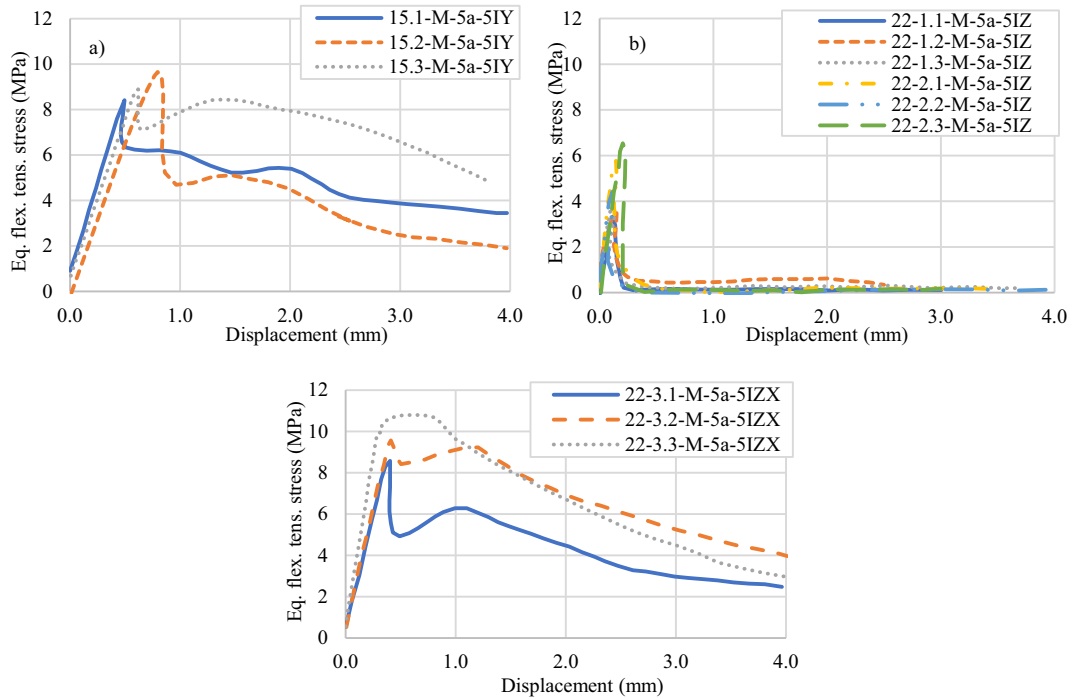 12
10
8
6
4
2
0
Eq. flex. tens. stress (MPa)
a)
15.1-M-5a-5IY
15.2-M-5a-5IY
15.3-M-5a-5IY
0.0 1.0 2.0 3.0 4.0
Displacement (mm)
12
10
8
6
4
2
0
Eq. flex. tens. stress (MPa)
b)
22-1.1-M-5a-5IZ
22-1.2-M-5a-5IZ
22-1.3-M-5a-5IZ
22-2.1-M-5a-5IZ
22-2.2-M-5a-5IZ
22-2.3-M-5a-5IZ
0.0 1.0 2.0 3.0 4.0
Displacement (mm)
12
10
8
6
4
2
0
Eq. flex. tens. stress (MPa)
22-3.1-M-5a-5IZX
22-3.2-M-5a-5IZX
22-3.3-M-5a-5IZX
0.0 1.0 2.0 3.0 4.0
Displacement (mm)